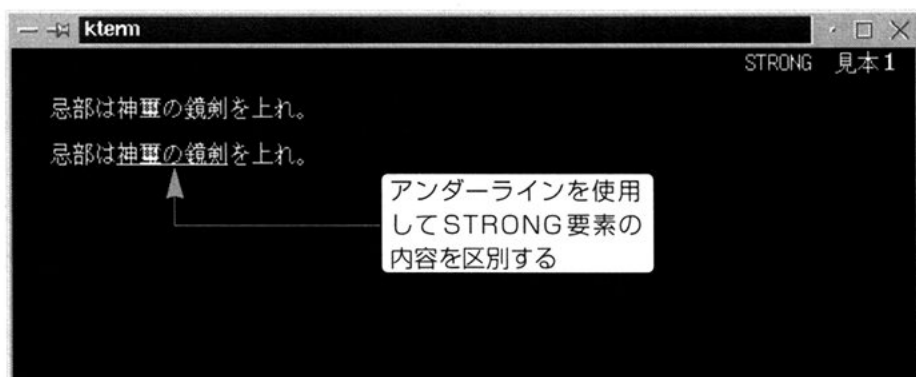 kterm
STRONG 見本1
忌部は神璽の鏡剣を上れ。
忌部は神璽の鏡剣を上れ。
アンダーラインを使用
してSTRONG要素の
内容を区別する